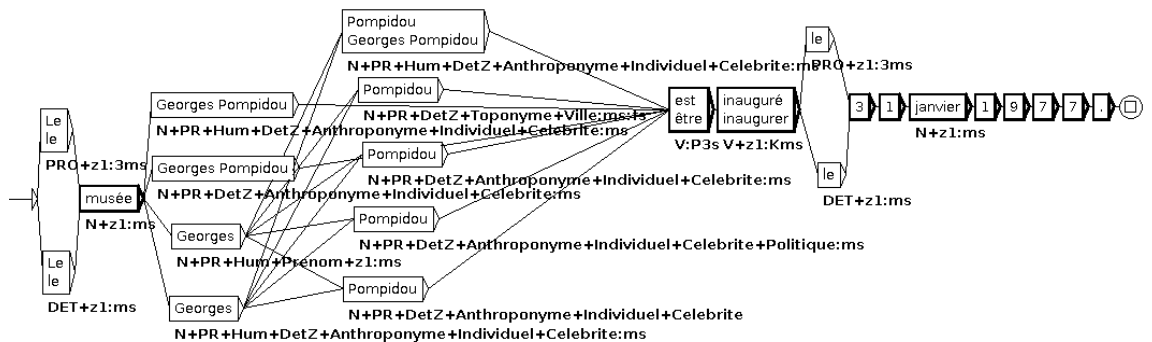 Le
le
PRO+z1:3ms
Le
le
DET+z1:ms
musée
N+z1:ms
Georges Pompidou
N+PR+Hum+DetZ+Anthroponyme+Individuel+Celebrite:ms
Georges Pompidou
N+PR+DetZ+Anthroponyme+Individuel+Celebrite:ms
Georges
N+PR+Hum+Prenom+z1:ms
Georges
N+PR+Hum+DetZ+Anthroponyme+Individuel+Celebrite:ms
Pompidou
Georges Pompidou
N+PR+Hum+DetZ+Anthroponyme+Individuel+Celebrite:ms
Pompidou
N+PR+DetZ+Toponyme+Ville:ms:fs
Pompidou
N+PR+DetZ+Anthroponyme+Individuel+Celebrite:ms
Pompidou
N+PR+DetZ+Anthroponyme+Individuel+Celebrite+Politique:ms
Pompidou
N+PR+DetZ+Anthroponyme+Individuel+Celebrite
est
être
V:P3s
inauguré
inaugurer
V+z1:Kms
le
PRO+z1:3ms
le
DET+z1:ms
3 1 janvier 1 9 7 7 .
N+z1:ms